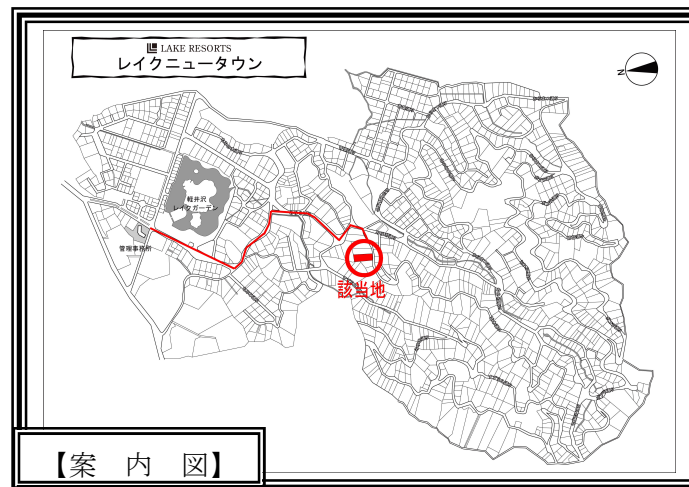 LAKE RESORTS
レイクニュータウン
N
軽井沢
レイクガーデン
管理事務所
該当地
【案 内 図】